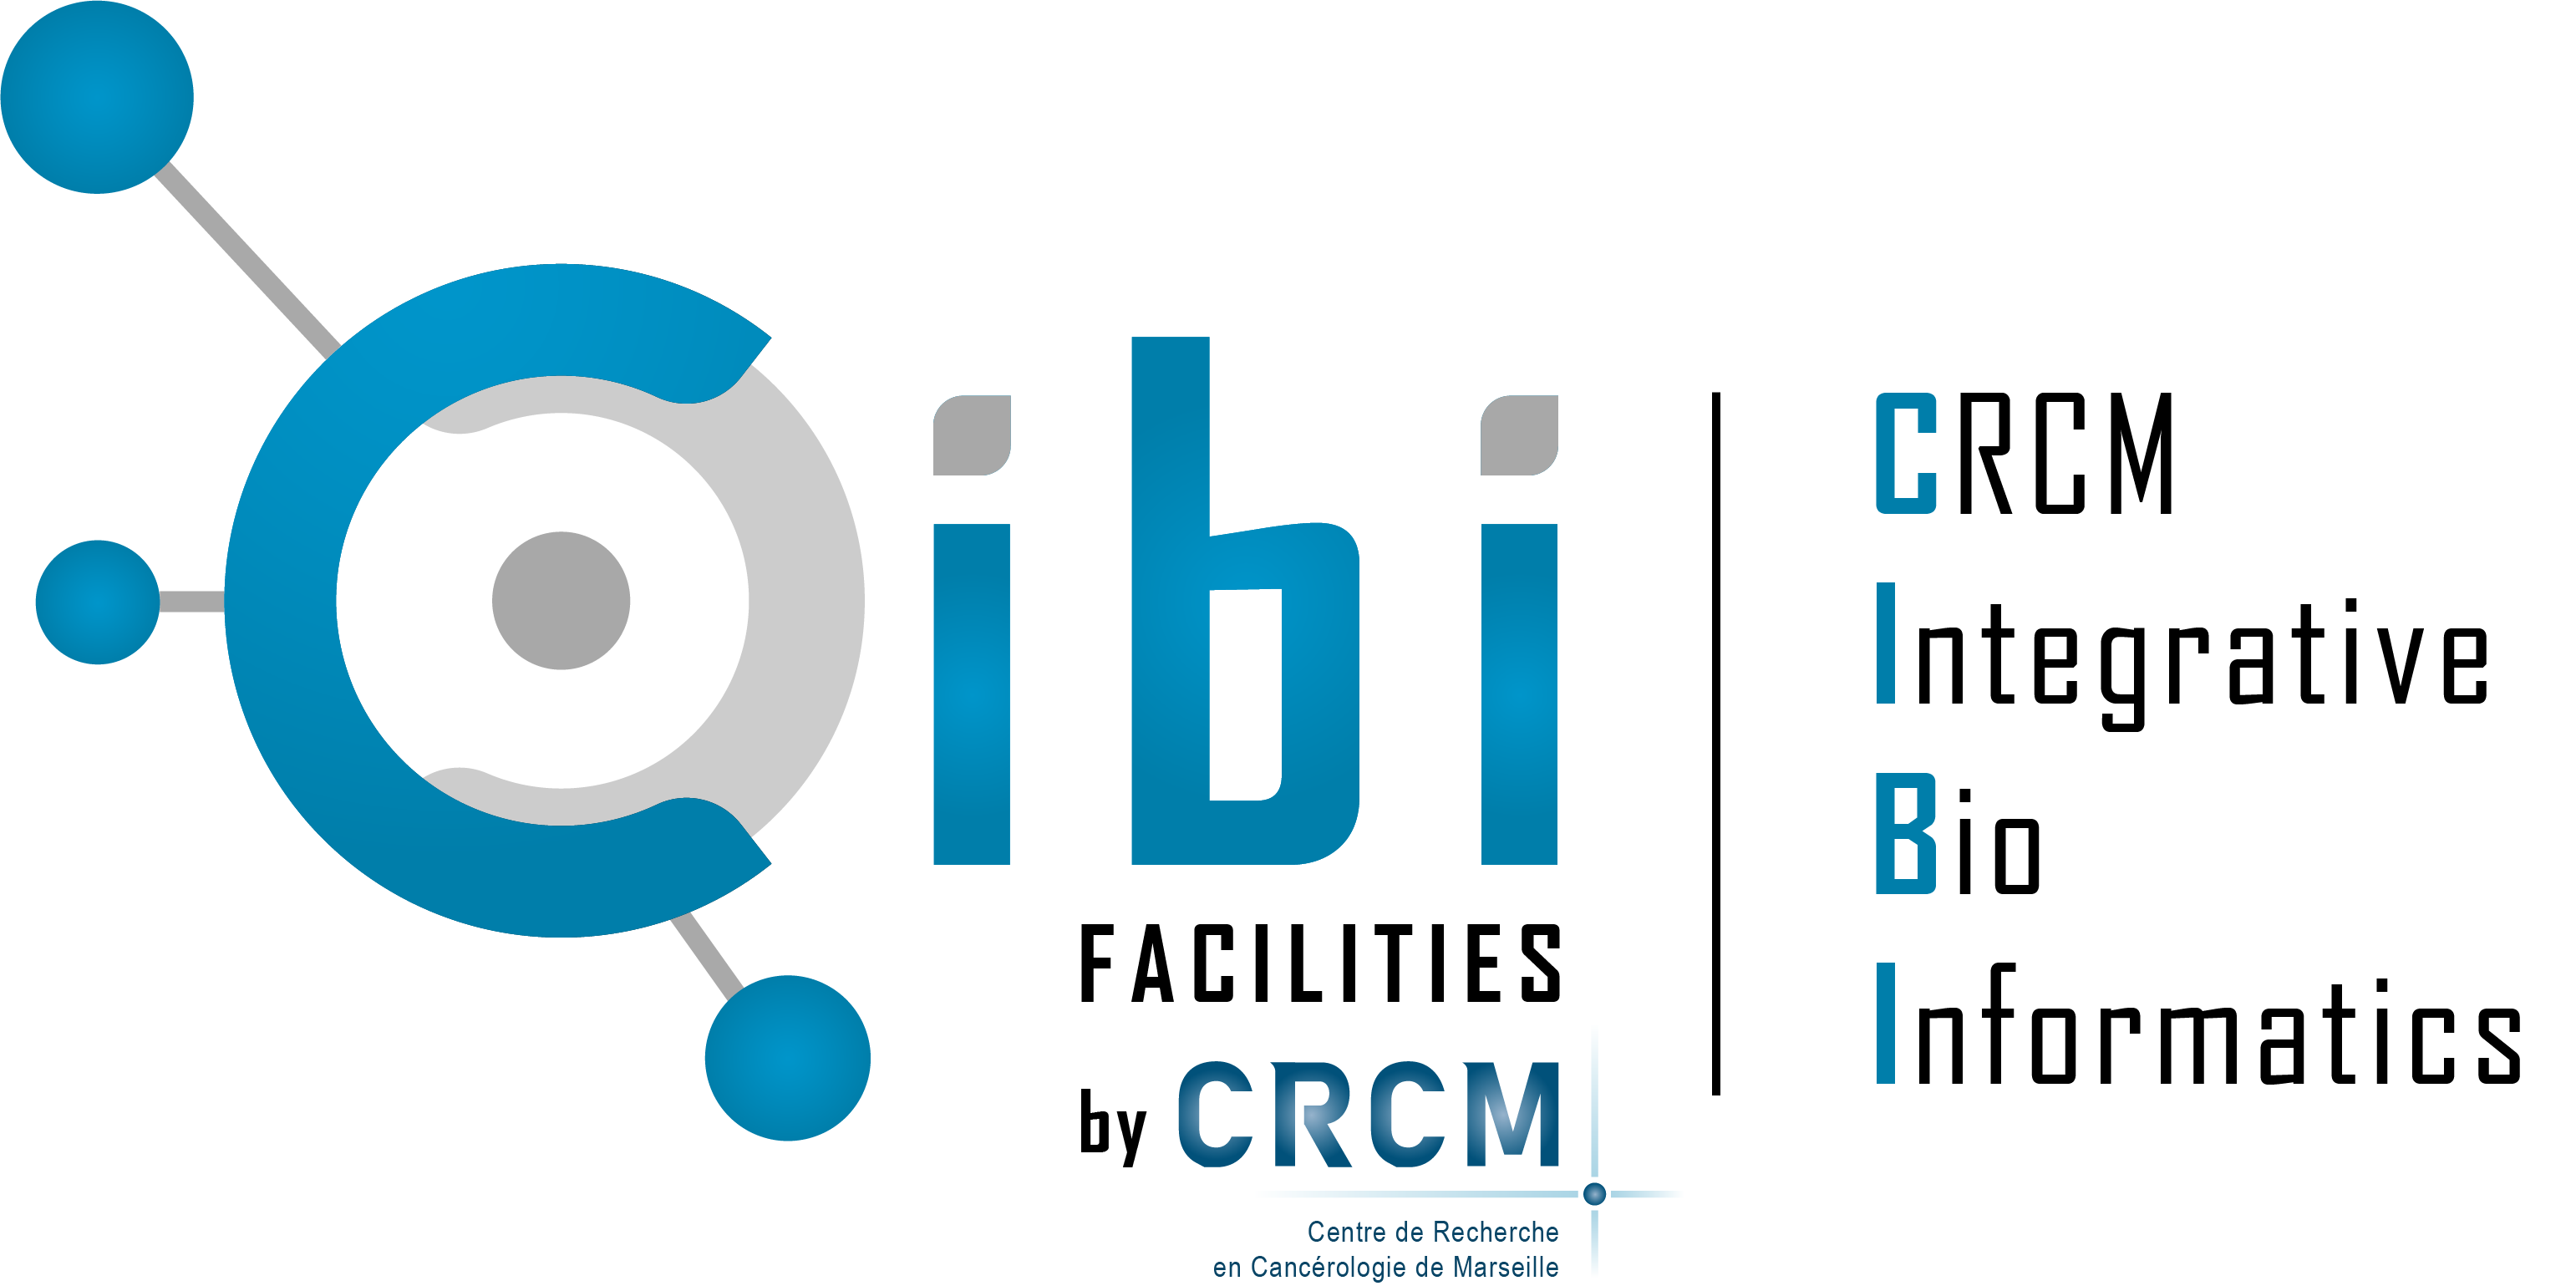 Cibi
FACILITIES
by CRCM
Centre de Recherche
en Cancérologie de Marseille
CRCM
Integrative
Bio
Informatics